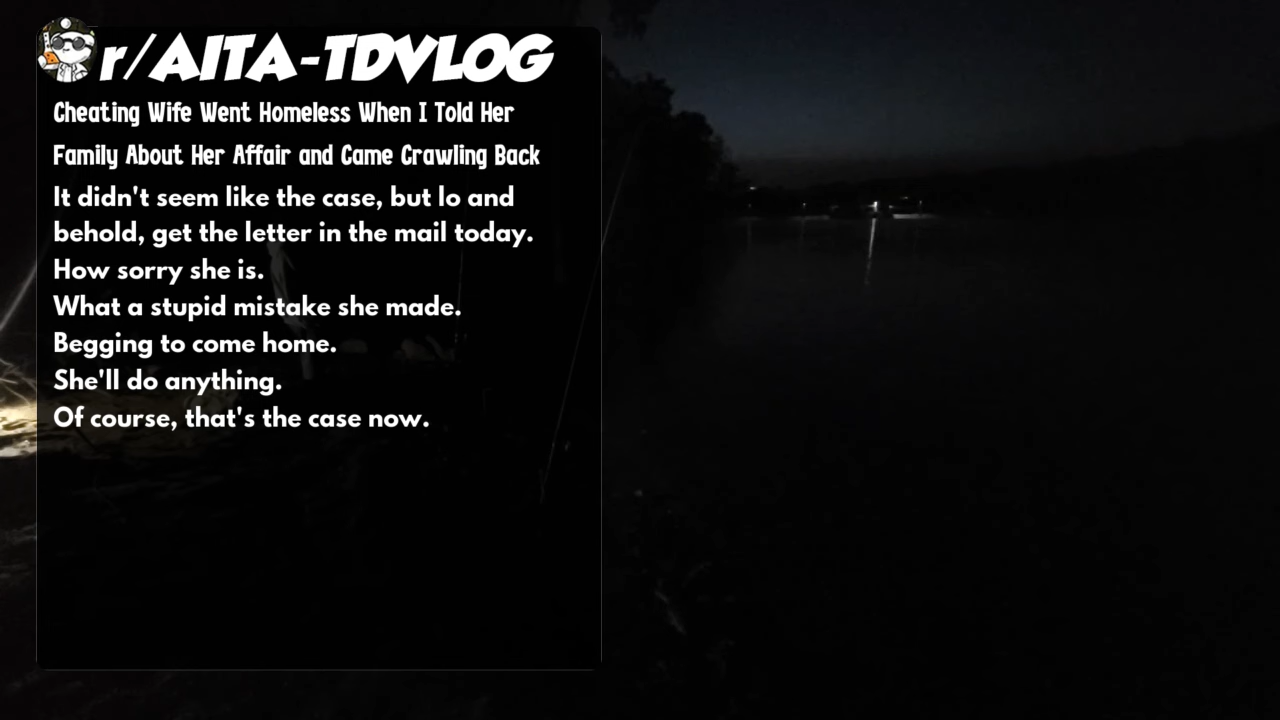 r/AITA-TDVLOG
Cheating Wife Went Homeless When I Told Her
Family About Her Affair and Came Crawling Back
It didn't seem like the case, but lo and
behold, get the letter in the mail today.
How sorry she is.
What a stupid mistake she made.
Begging to come home.
She'll do anything.
Of course, that's the case now.